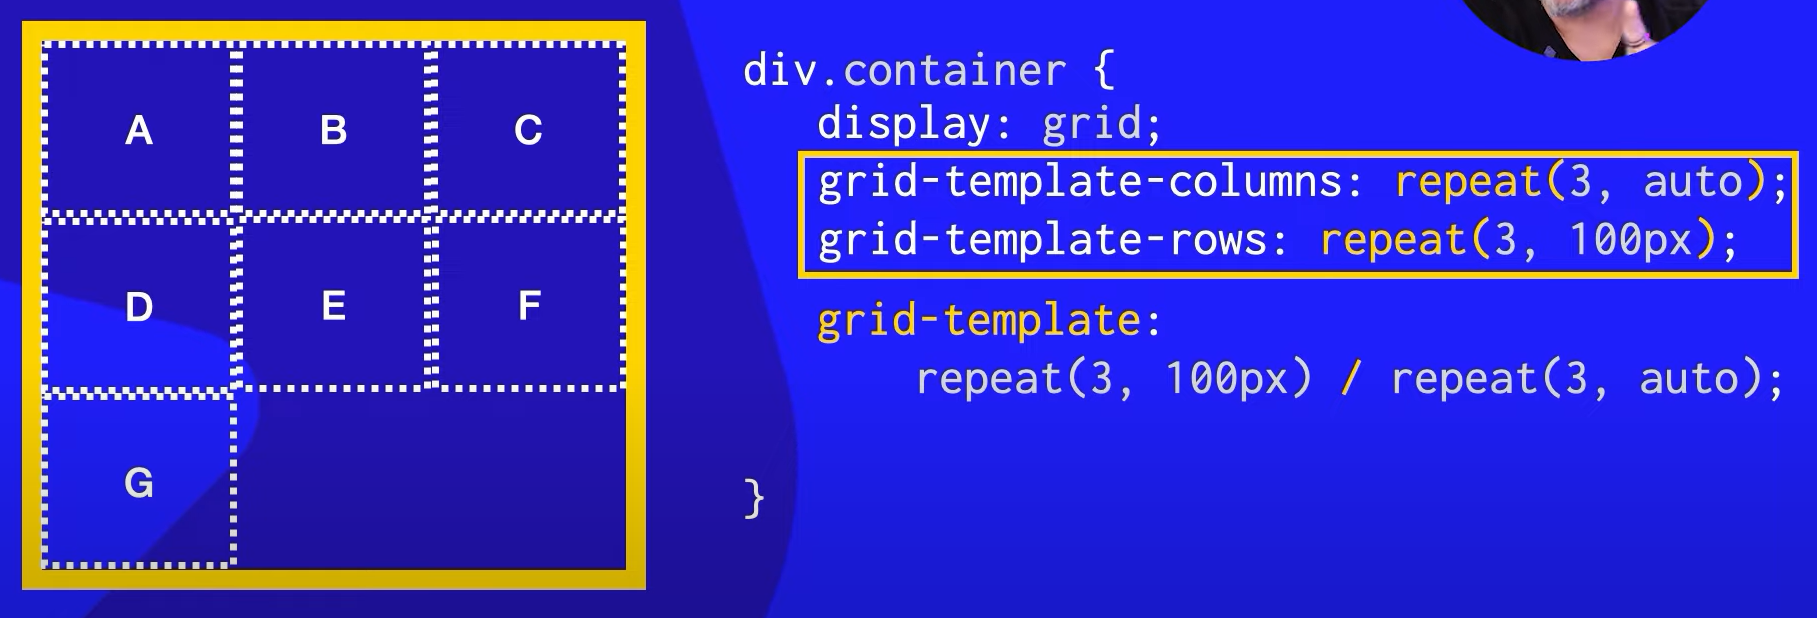 A B C
D E F
G
div.container {
display: grid;
grid-template-columns: repeat(3, auto);
grid-template-rows: repeat(3, 100px);
grid-template:
repeat(3, 100px) / repeat(3, auto);
}